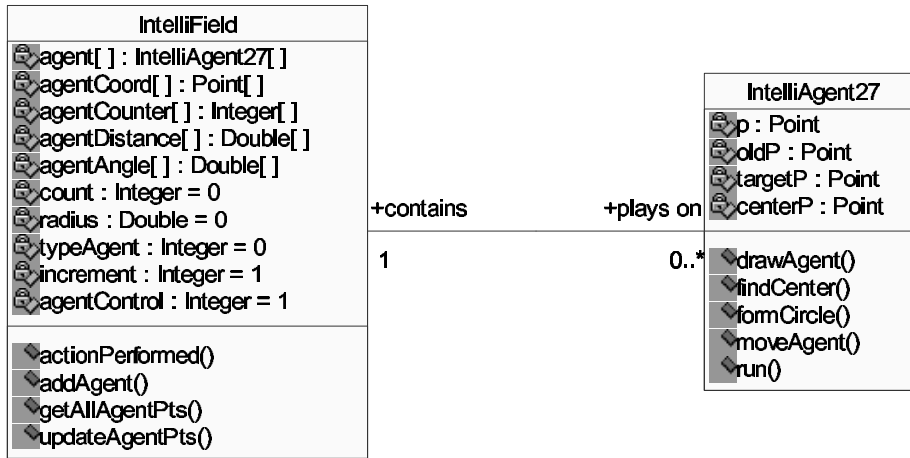 IntelliField
agent[ ] : IntelliAgent27[ ]
agentCoord[ ] : Point[ ]
agentCounter[ ] : Integer[ ]
agentDistance[ ] : Double[ ]
agentAngle[ ] : Double[ ]
count : Integer = 0
radius : Double = 0
typeAgent : Integer = 0
increment : Integer = 1
agentControl : Integer = 1
actionPerformed()
addAgent()
getAllAgentPts()
updateAgentPts()
+contains
1
+plays on
0..*
IntelliAgent27
p : Point
oldP : Point
targetP : Point
centerP : Point
drawAgent()
findCenter()
formCircle()
moveAgent()
run()